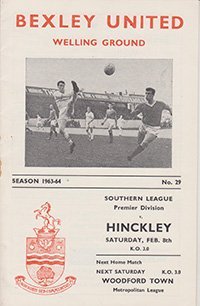 BEXLEY UNITED
WELLING GROUND
SEASON 1963-64 No. 29
SOUTHERN LEAGUE
Premier Division
v.
HINCKLEY
SATURDAY, FEB. 8th
K.O. 3.0
Next Home Match
NEXT SATURDAY K.O. 3.0
WOODFORD TOWN
Metropolitan League